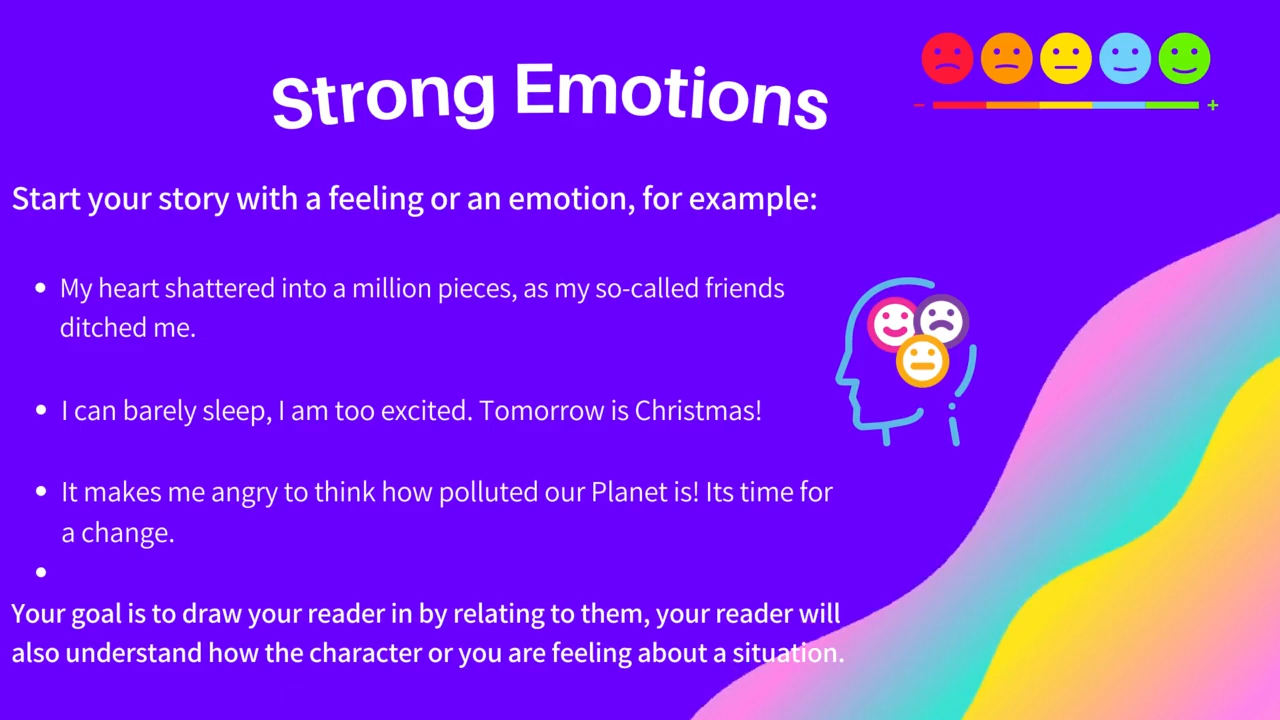 Strong Emotions
- +
Start your story with a feeling or an emotion, for example:
• My heart shattered into a million pieces, as my so-called friends
ditched me.
• I can barely sleep, I am too excited. Tomorrow is Christmas!
• It makes me angry to think how polluted our Planet is! Its time for
a change.
•
Your goal is to draw your reader in by relating to them, your reader will
also understand how the character or you are feeling about a situation.